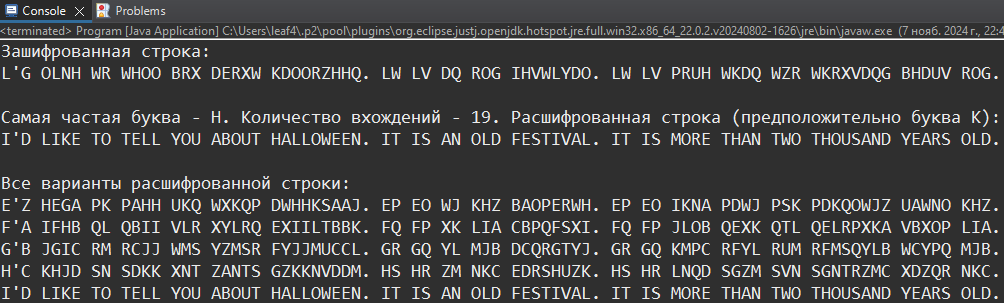 Console Problems
<terminated> Program [Java Application] C:\Users\leaf4\.p2\pool\plugins\org.eclipse.justj.openjdk.hotspot.jre.full.win32.x86_64_22.0.2.v20240802-1626\jre\bin\javaw.exe (7 нояб. 2024 г., 22:4
Зашифрованная строка:
L'G OLNH WR WHOO BRX DERXW KDOORZHHQ. LW LV DQ ROG IHVWLYDO. LW LV PRUH WKDQ WZR WKRXVDQG BHDUV ROG.
Самая частая буква - H. Количество вхождений - 19. Расшифрованная строка (предположительно буква K):
I'D LIKE TO TELL YOU ABOUT HALLOWEEN. IT IS AN OLD FESTIVAL. IT IS MORE THAN TWO THOUSAND YEARS OLD.
Все варианты расшифрованной строки:
E'Z HEGA PK PAHH UKQ WXKQP DWHHKSAAJ. EP EO WJ KHZ BAOPERWH. EP EO IKNA PDWJ PSK PDKQOWJZ UAWNO KHZ.
F'A IFHB QL QBII VLR XYLRQ EXIILTBBK. FQ FP XK LIA CBPQFSXI. FQ FP JLOB QEXK QTL QELRPXKA VBXOP LIA.
G'B JGIC RM RCJJ WMS YZMSR FYJJMUCCL. GR GQ YL MJB DCQRGTYJ. GR GQ KMPC RFYL RUM RFMSQYLB WCYPQ MJB.
H'C KHJD SN SDKK XNT ZANTS GZKKNVDDM. HS HR ZM NKC EDRSHUZK. HS HR LNQD SGZM SVN SGNTRZMC XDZQR NKC.
I'D LIKE TO TELL YOU ABOUT HALLOWEEN. IT IS AN OLD FESTIVAL. IT IS MORE THAN TWO THOUSAND YEARS OLD.